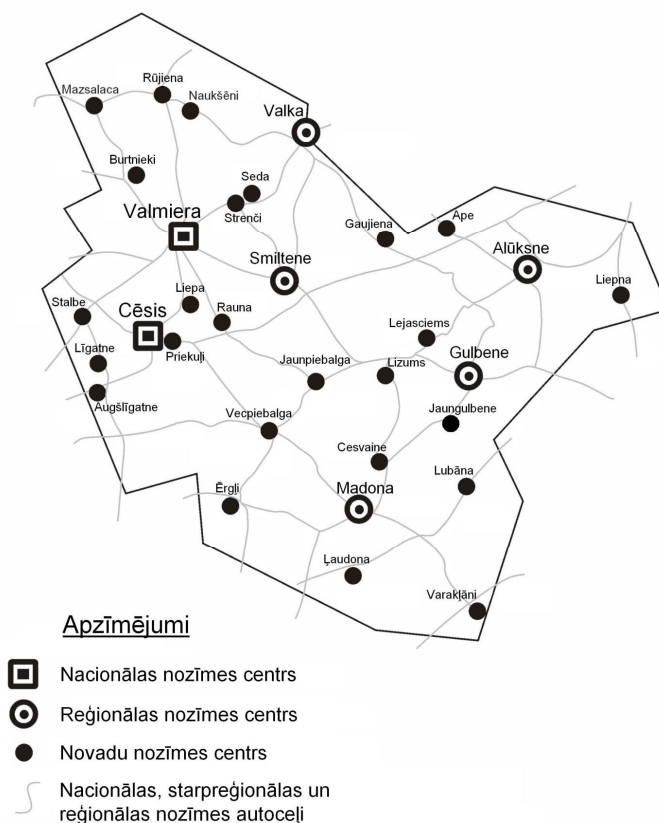 Rūjiena
Mazsalaca
Naukšēni
Valka
Burtnieki
Seda
Valmiera
Strenči
Gaujiena
Ape
Alūksne
Smiltene
Liepna
Liepa
Stalbe
Cēsis
Rauna
Lejasciems
Līgatne
Priekuļi
Jaunpiebalga
Lizums
Gulbene
Augšlīgatne
Vecpiebalga
Jaungulbene
Cesvaine
Lubāna
Ērgļi
Madona
Ļaudona
Varakļāni
Apzīmējumi
Nacionālas nozīmes centrs
Reģionālas nozīmes centrs
Novadu nozīmes centrs
Nacionālas, starpreģionālas un
reģionālas nozīmes autoceļi